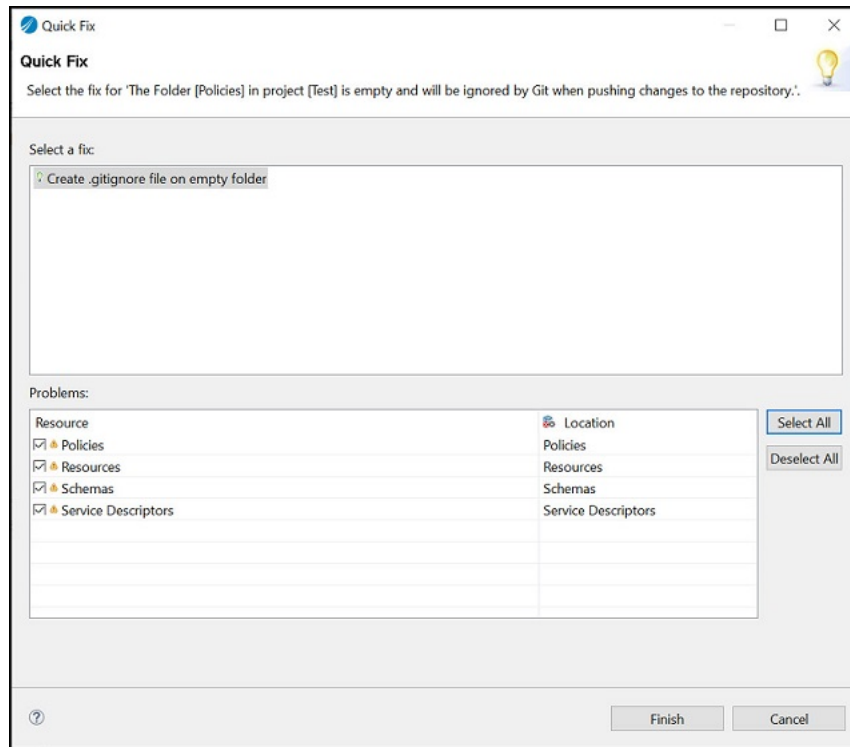 Quick Fix
Quick Fix
Select the fix for 'The Folder [Policies] in project [Test] is empty and will be ignored by Git when pushing changes to the repository.'.
Select a fix:
Create .gitignore file on empty folder
Problems:
Resource Location Select All
Policies Policies
Resources Resources Deselect All
Schemas Schemas
Service Descriptors Service Descriptors
? Finish Cancel